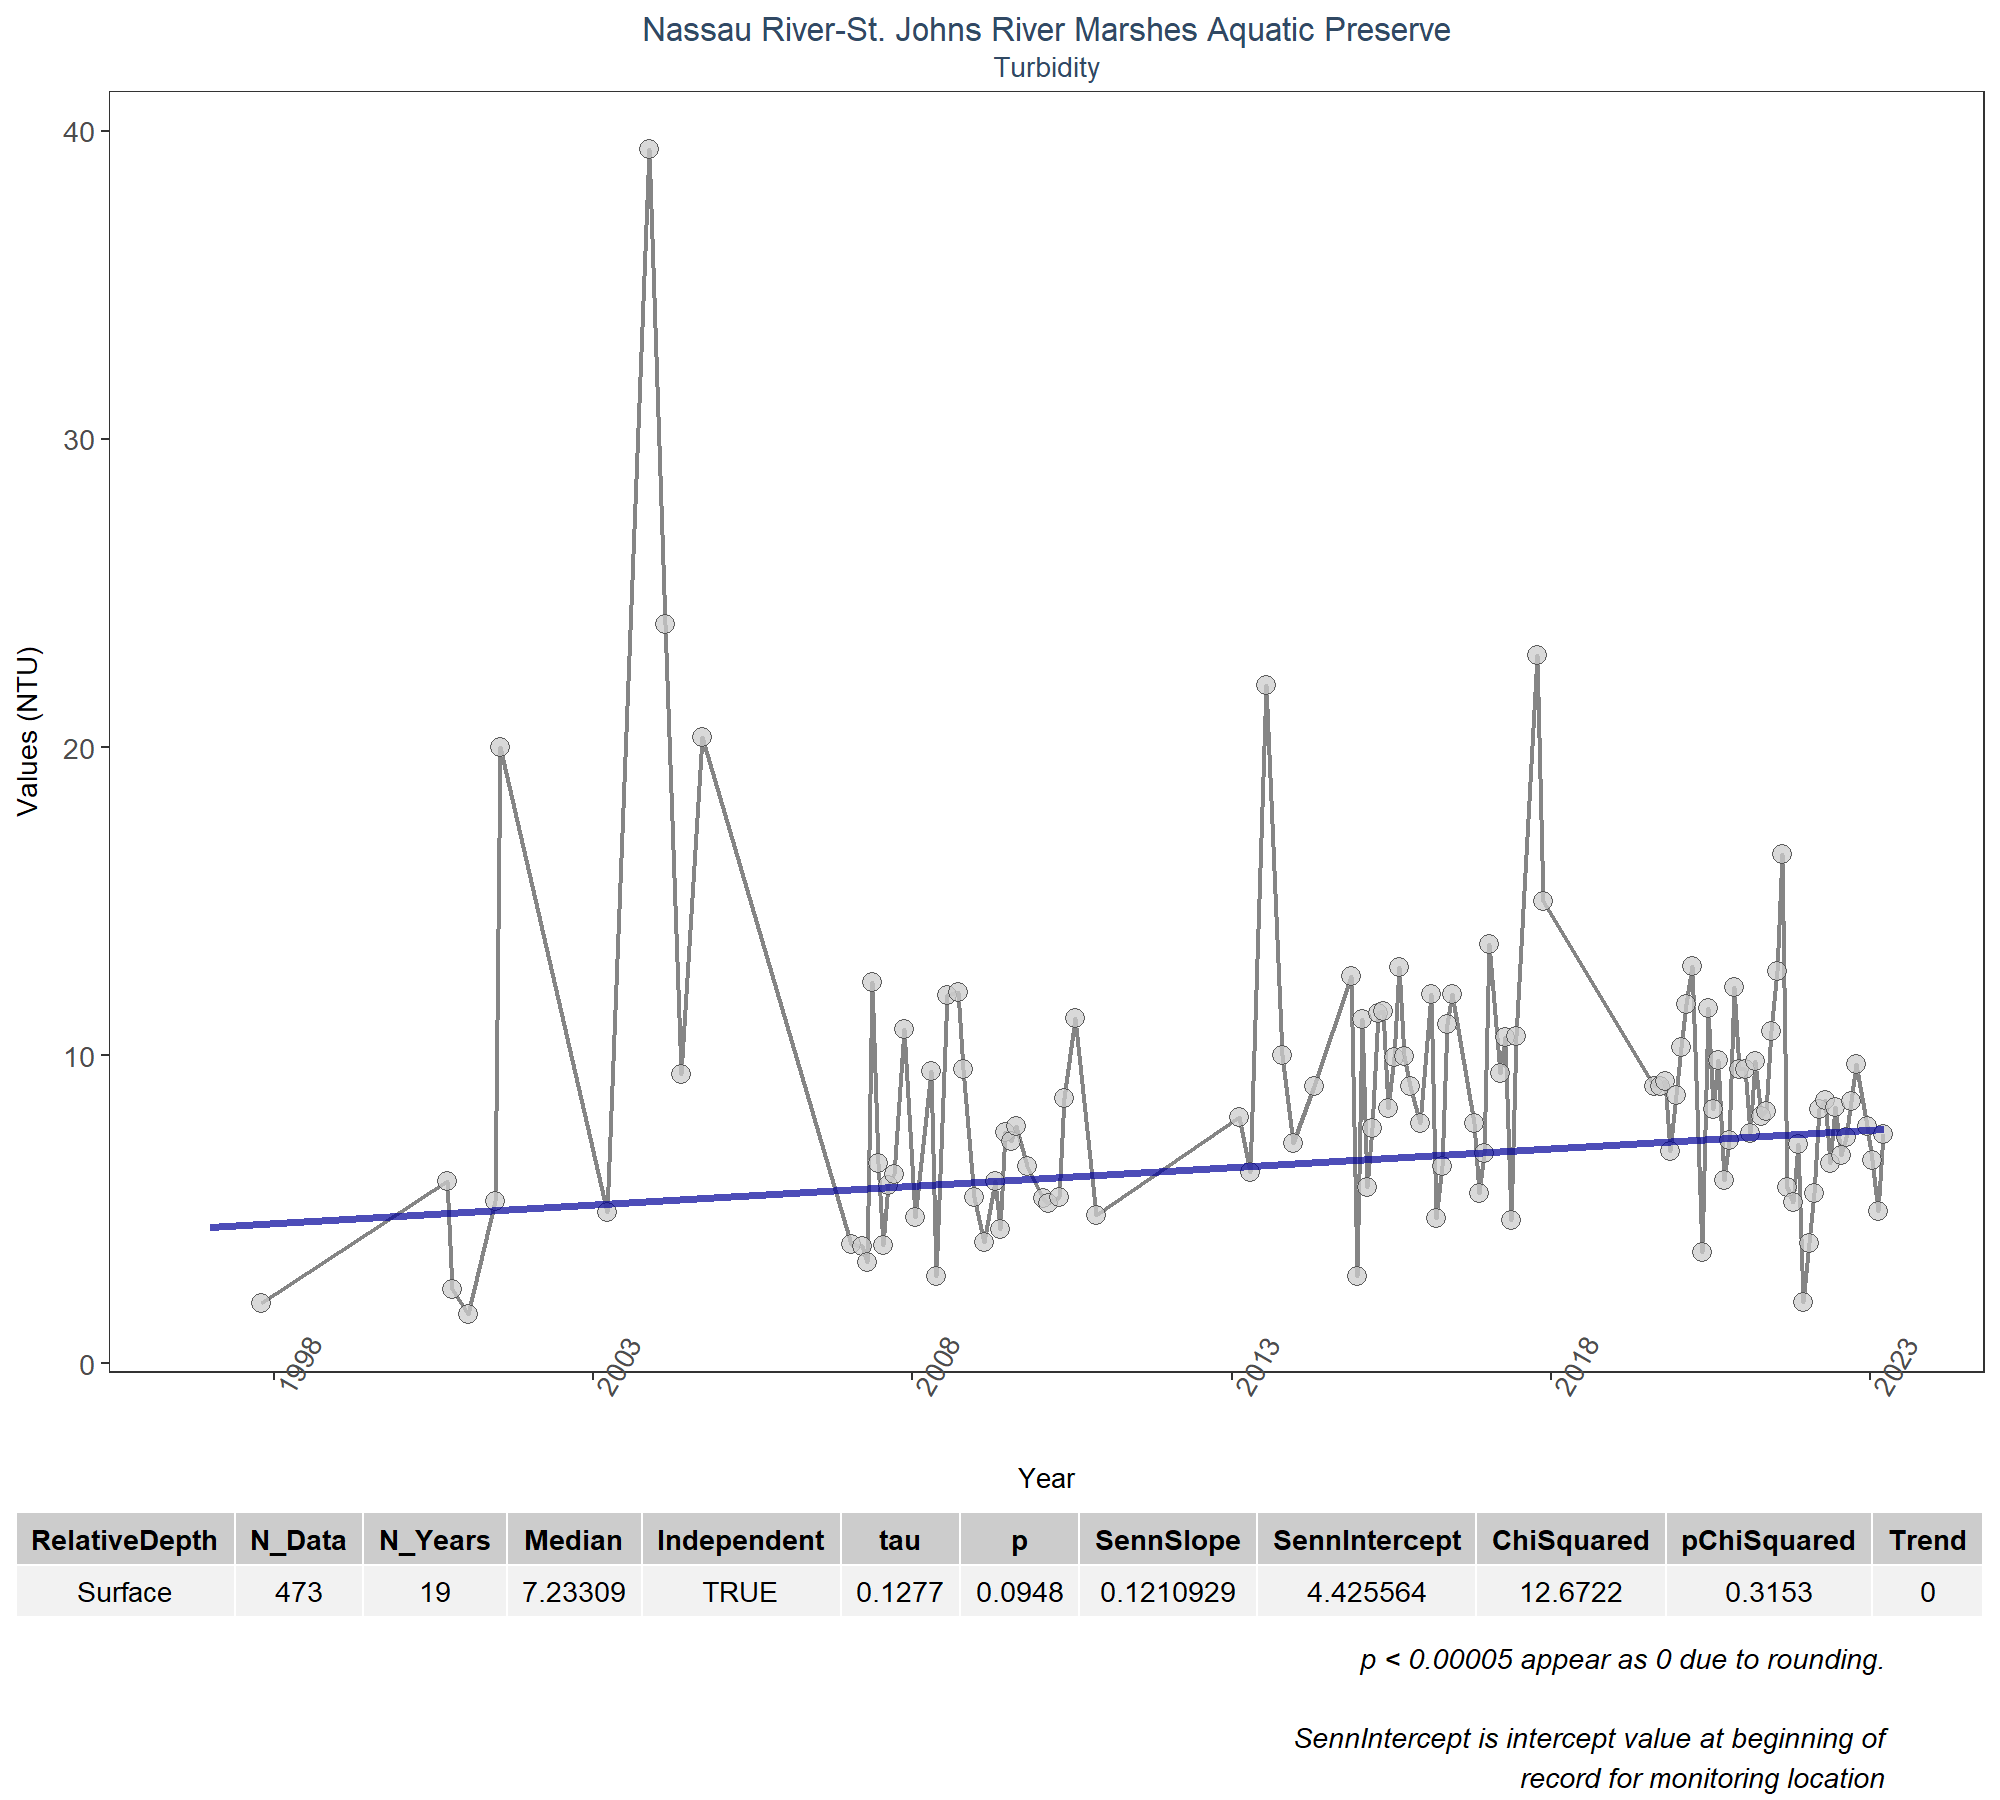 Nassau River-St. Johns River Marshes Aquatic Preserve
Turbidity
40
30
20
10
0
Values (NTU)
1998 2003 2008 2013 2018 2023
Year
RelativeDepth N_Data N_Years Median Independent tau p SennSlope SennIntercept ChiSquared pChiSquared Trend
Surface 473 19 7.23309 TRUE 0.1277 0.0948 0.1210929 4.425564 12.6722 0.3153 0
p < 0.00005 appear as 0 due to rounding.
SennIntercept is intercept value at beginning of
record for monitoring location